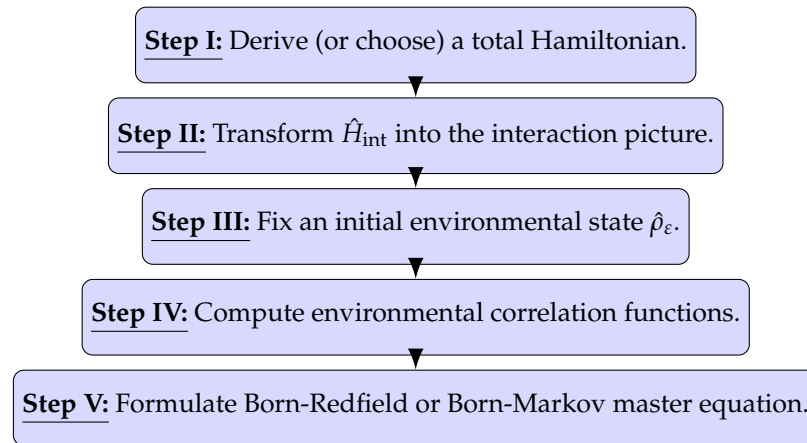 Step I: Derive (or choose) a total Hamiltonian.
Step II: Transform Ĥint into the interaction picture.
Step III: Fix an initial environmental state ρ̂ε.
Step IV: Compute environmental correlation functions.
Step V: Formulate Born-Redfield or Born-Markov master equation.